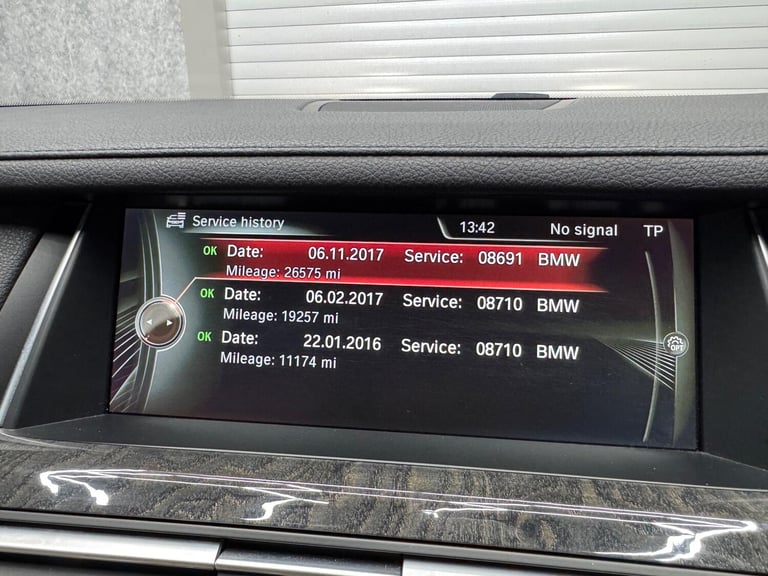 Service history 13:42 No signal TP
OK Date: 06.11.2017 Service: 08691 BMW
Mileage: 26575 mi
OK Date: 06.02.2017 Service: 08710 BMW
Mileage: 19257 mi
OK Date: 22.01.2016 Service: 08710 BMW
Mileage: 11174 mi
OPT